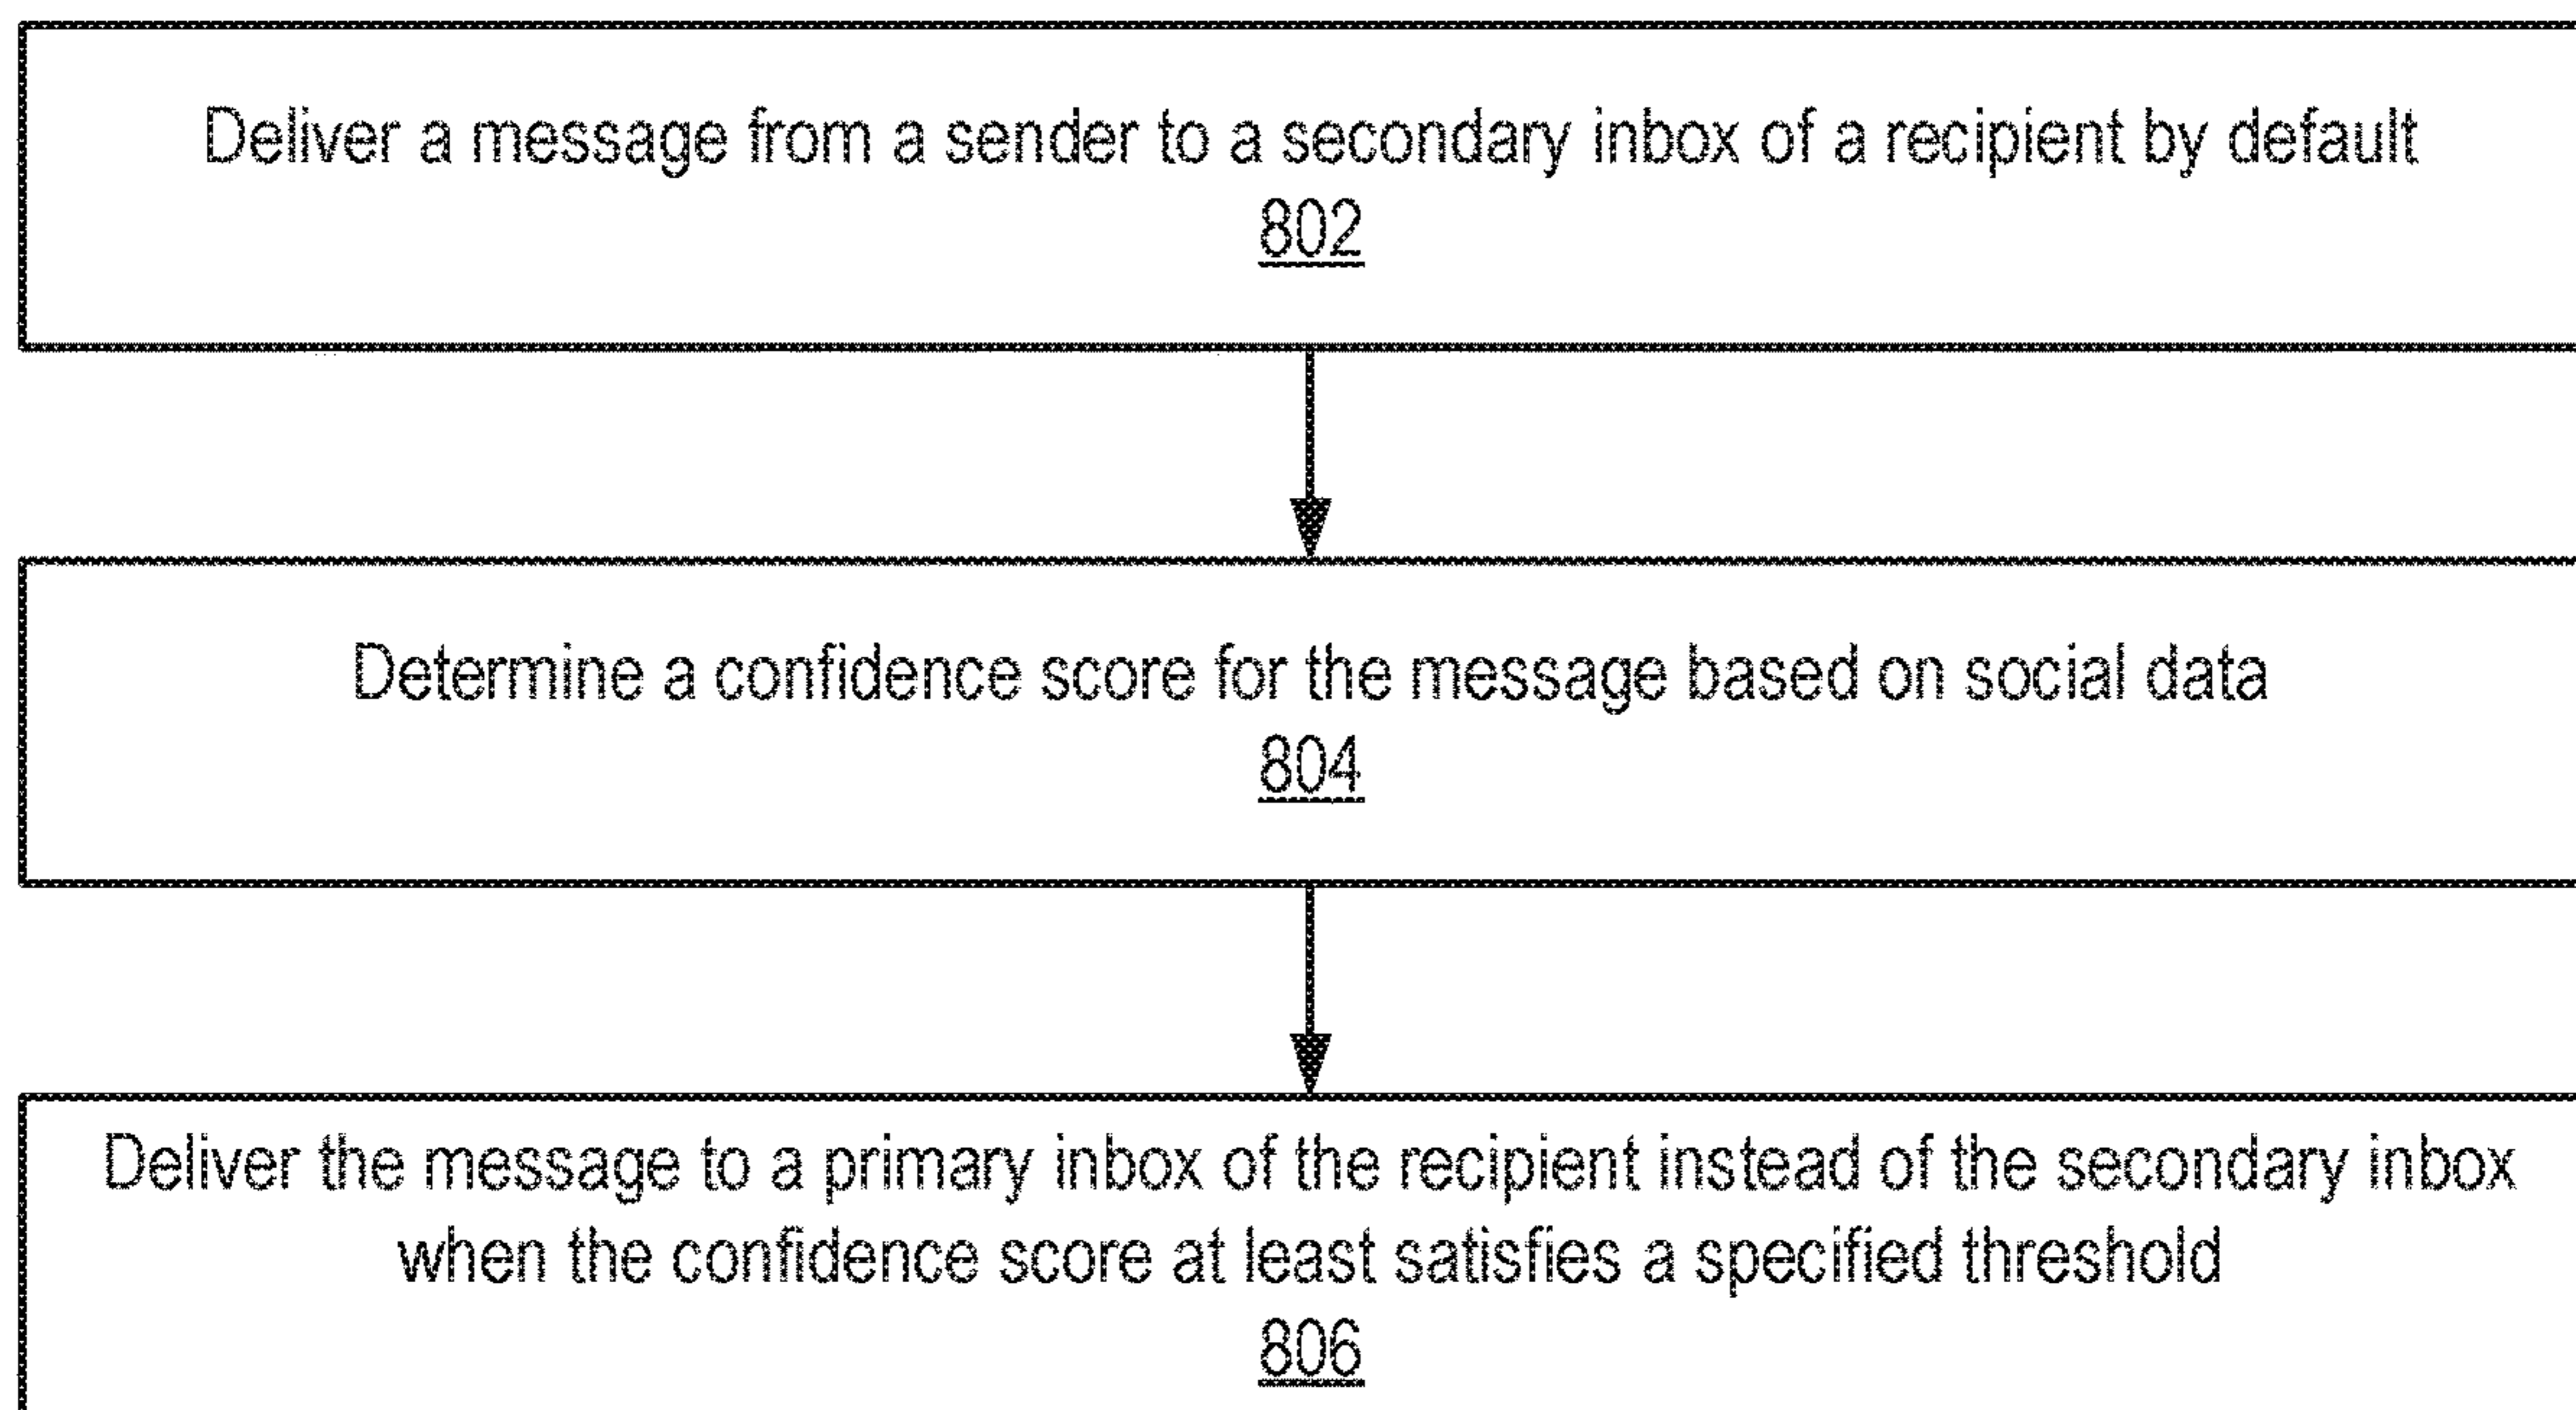 Deliver a message from a sender to a secondary inbox of a recipient by default
802
Determine a confidence score for the message based on social data
804
Deliver the message to a primary inbox of the recipient instead of the secondary inbox
when the confidence score at least satisfies a specified threshold
806